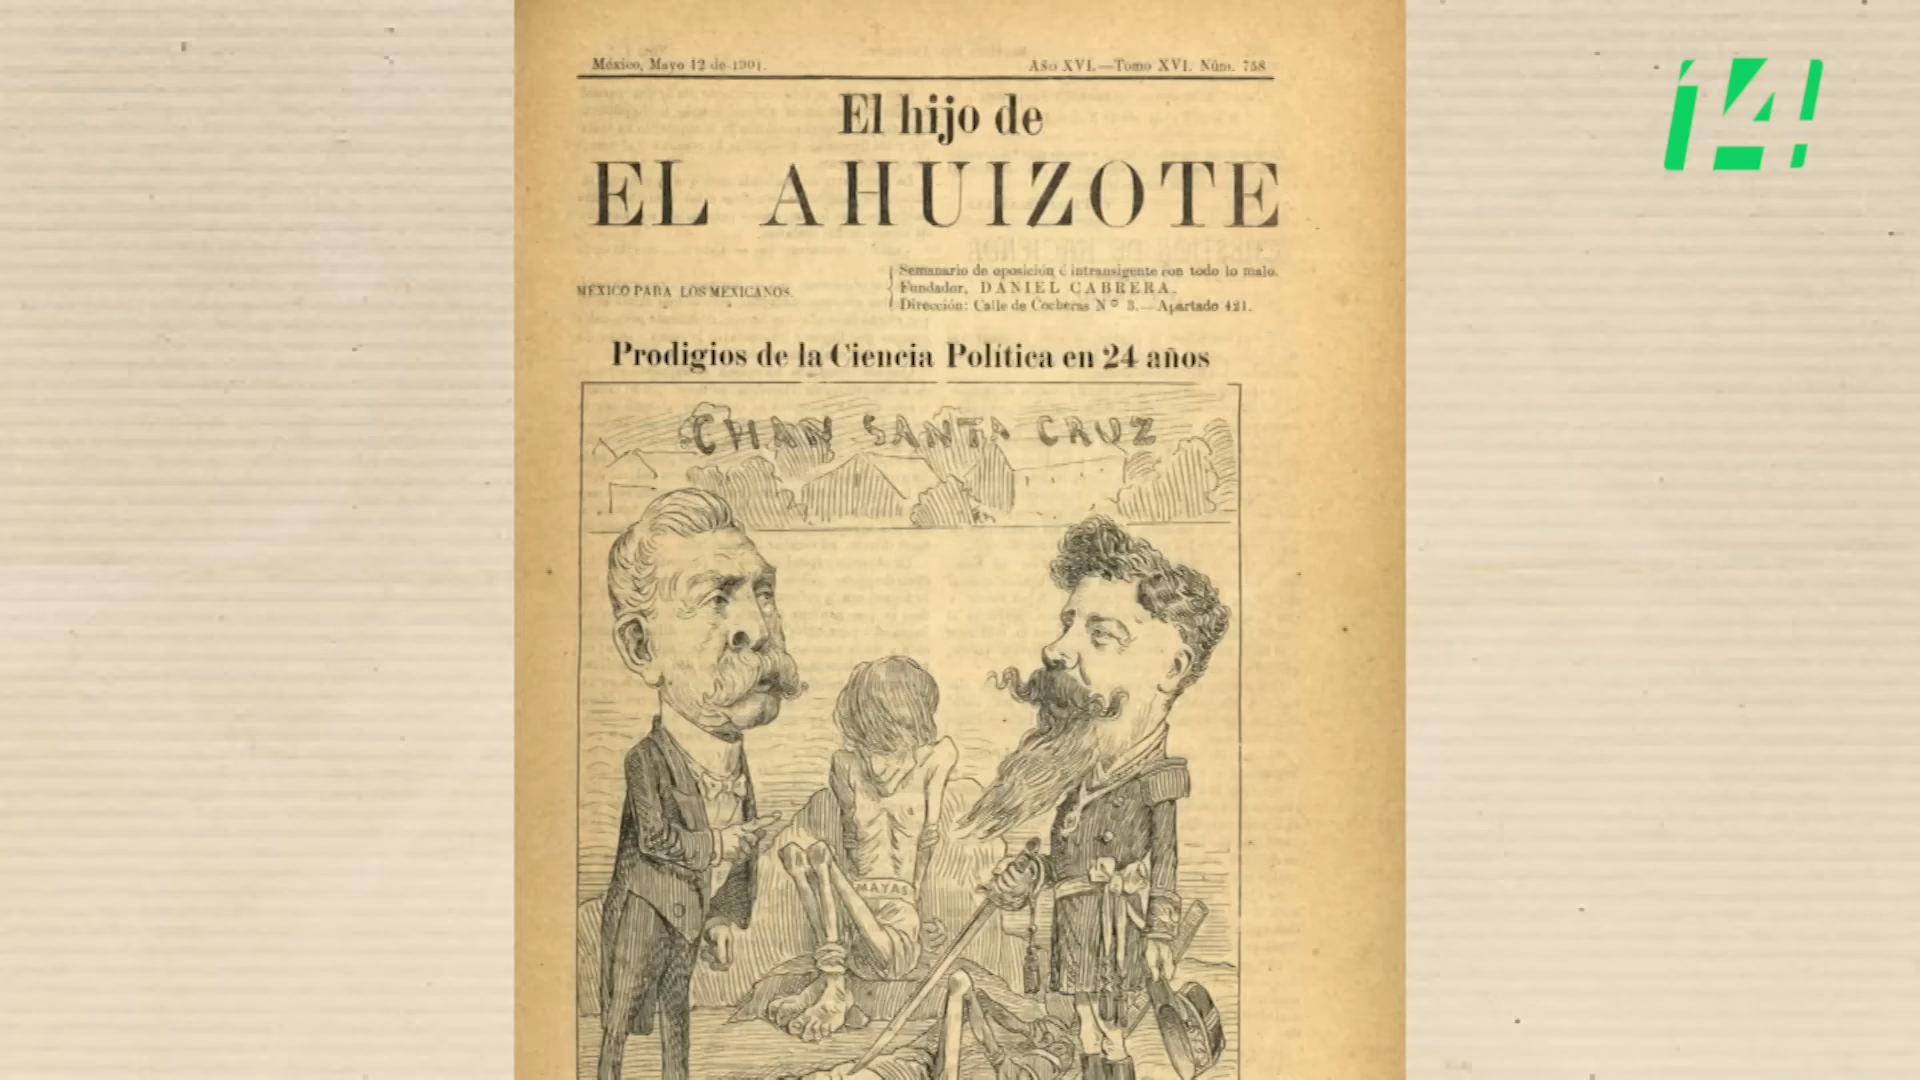 México, Mayo 12 de 1901.
Año XVI.—Tomo XVI. Núm. 758
El hijo de
EL AHUIZOTE
MÉXICO PARA LOS MEXICANOS.
Semanario de oposición é intransigente con todo lo malo.
Fundador, DANIEL CABRERA.
Dirección: Calle de Cocheras Nº 3.—Apartado 421.
Prodigios de la Ciencia Política en 24 años
CHAN SANTA CRUZ
MAYAS
¡14!